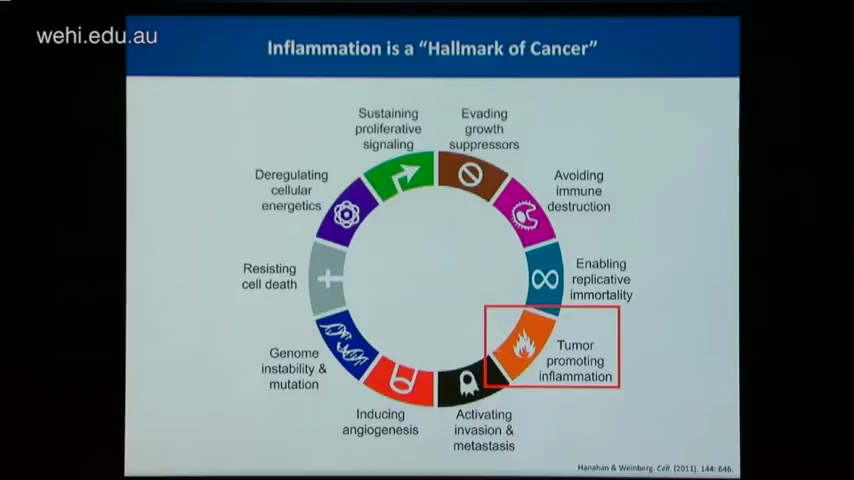 wehi.edu.au
Inflammation is a “Hallmark of Cancer”
Sustaining
proliferative
signaling
Evading
growth
suppressors
Deregulating
cellular
energetics
Avoiding
immune
destruction
Resisting
cell death
Enabling
replicative
immortality
Genome
instability &
mutation
Tumor
promoting
inflammation
Inducing
angiogenesis
Activating
invasion &
metastasis
Hanahan & Weinberg. Cell. (2011). 144: 646.